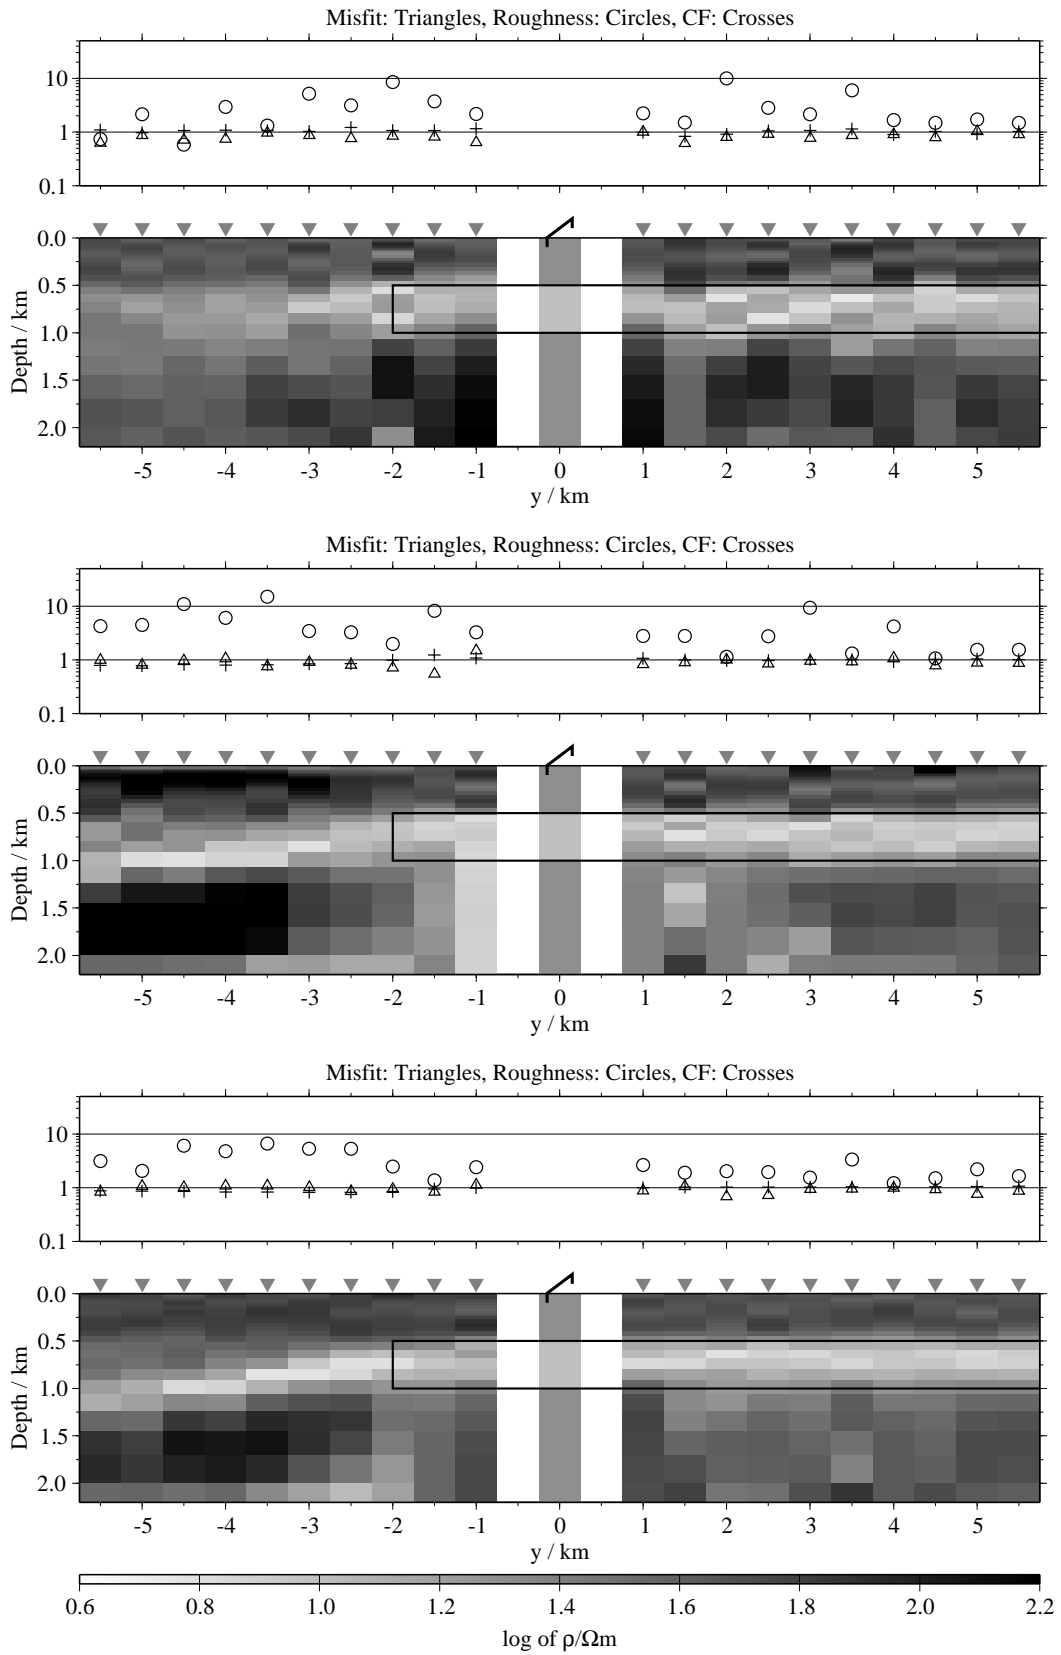 Misfit: Triangles, Roughness: Circles, CF: Crosses
10
1
0.1
0.0
0.5
1.0
1.5
2.0
Depth / km
-5 -4 -3 -2 -1 0 1 2 3 4 5
y / km
Misfit: Triangles, Roughness: Circles, CF: Crosses
10
1
0.1
0.0
0.5
1.0
1.5
2.0
Depth / km
-5 -4 -3 -2 -1 0 1 2 3 4 5
y / km
Misfit: Triangles, Roughness: Circles, CF: Crosses
10
1
0.1
0.0
0.5
1.0
1.5
2.0
Depth / km
-5 -4 -3 -2 -1 0 1 2 3 4 5
y / km
0.6 0.8 1.0 1.2 1.4 1.6 1.8 2.0 2.2
log of ρ/Ωm